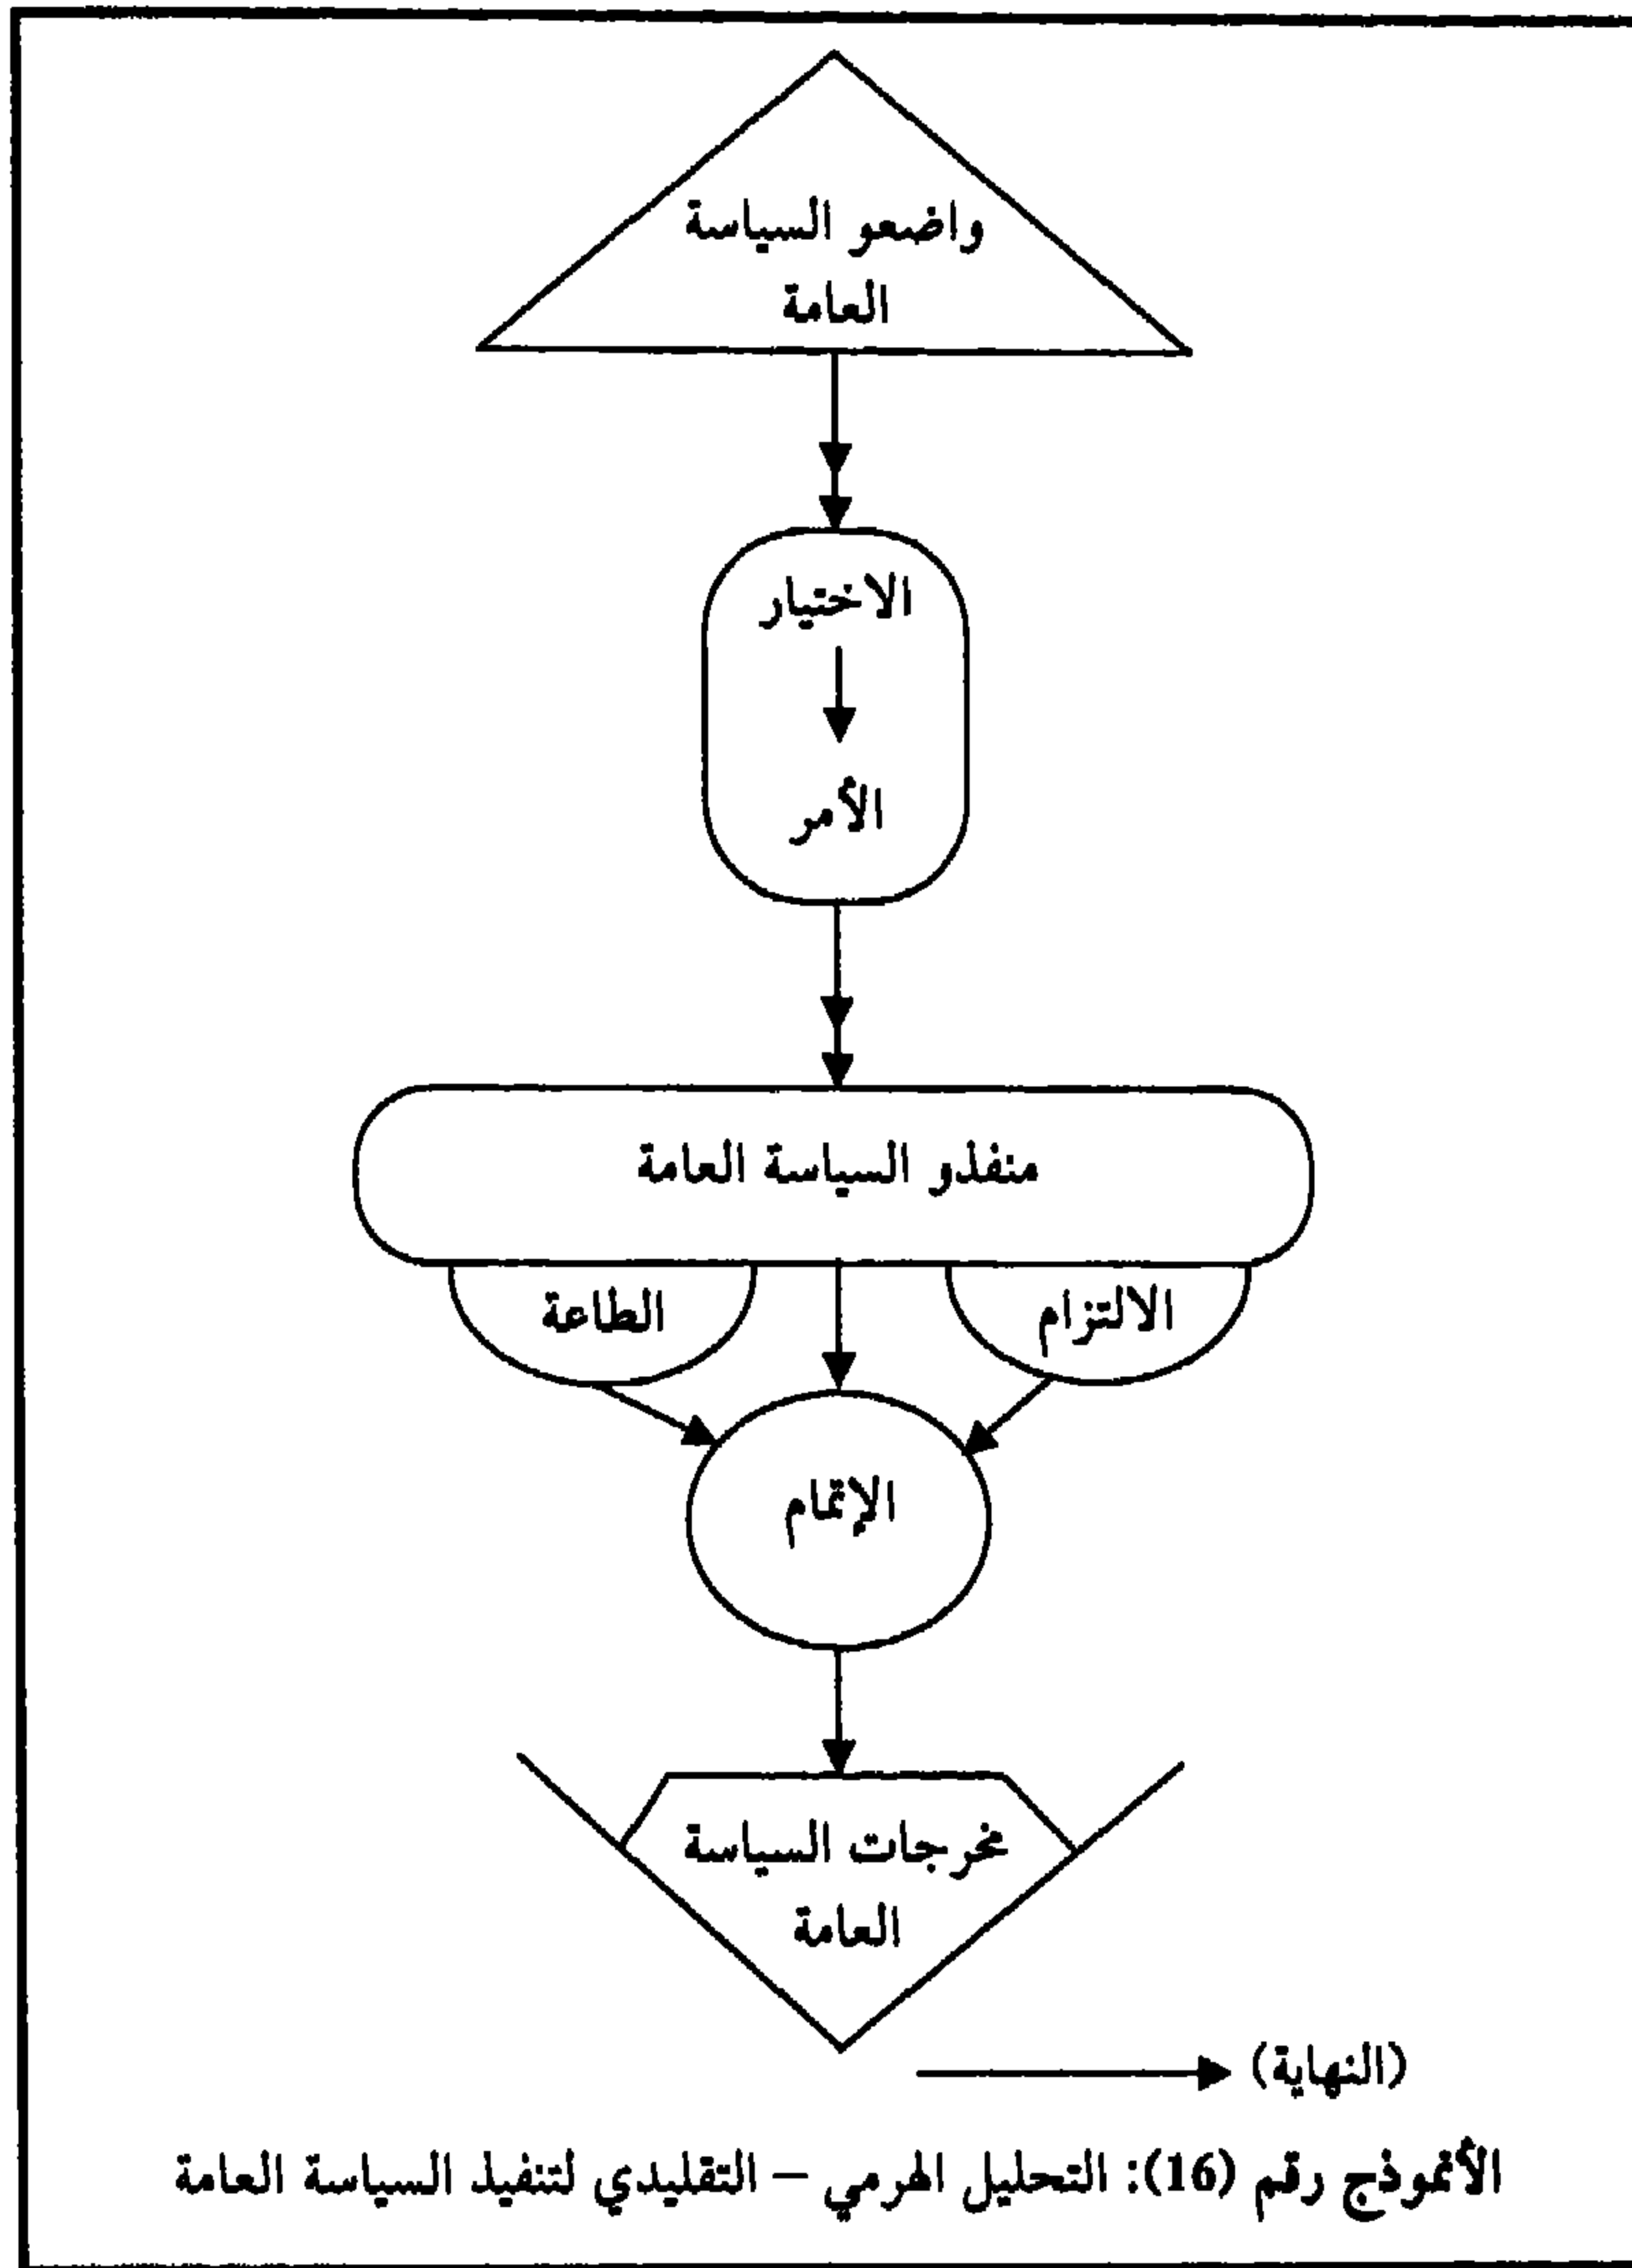 واضعو السياسة
العامة
الاختيار
الأمر
منفذو السياسة العامة
الالتزام
الطاعة
الإتمام
مخرجات السياسة
العامة
(النهاية)
الأنموذج رقم (16): التحليل الهرمي – التقليدي لتنفيذ السياسة العامة